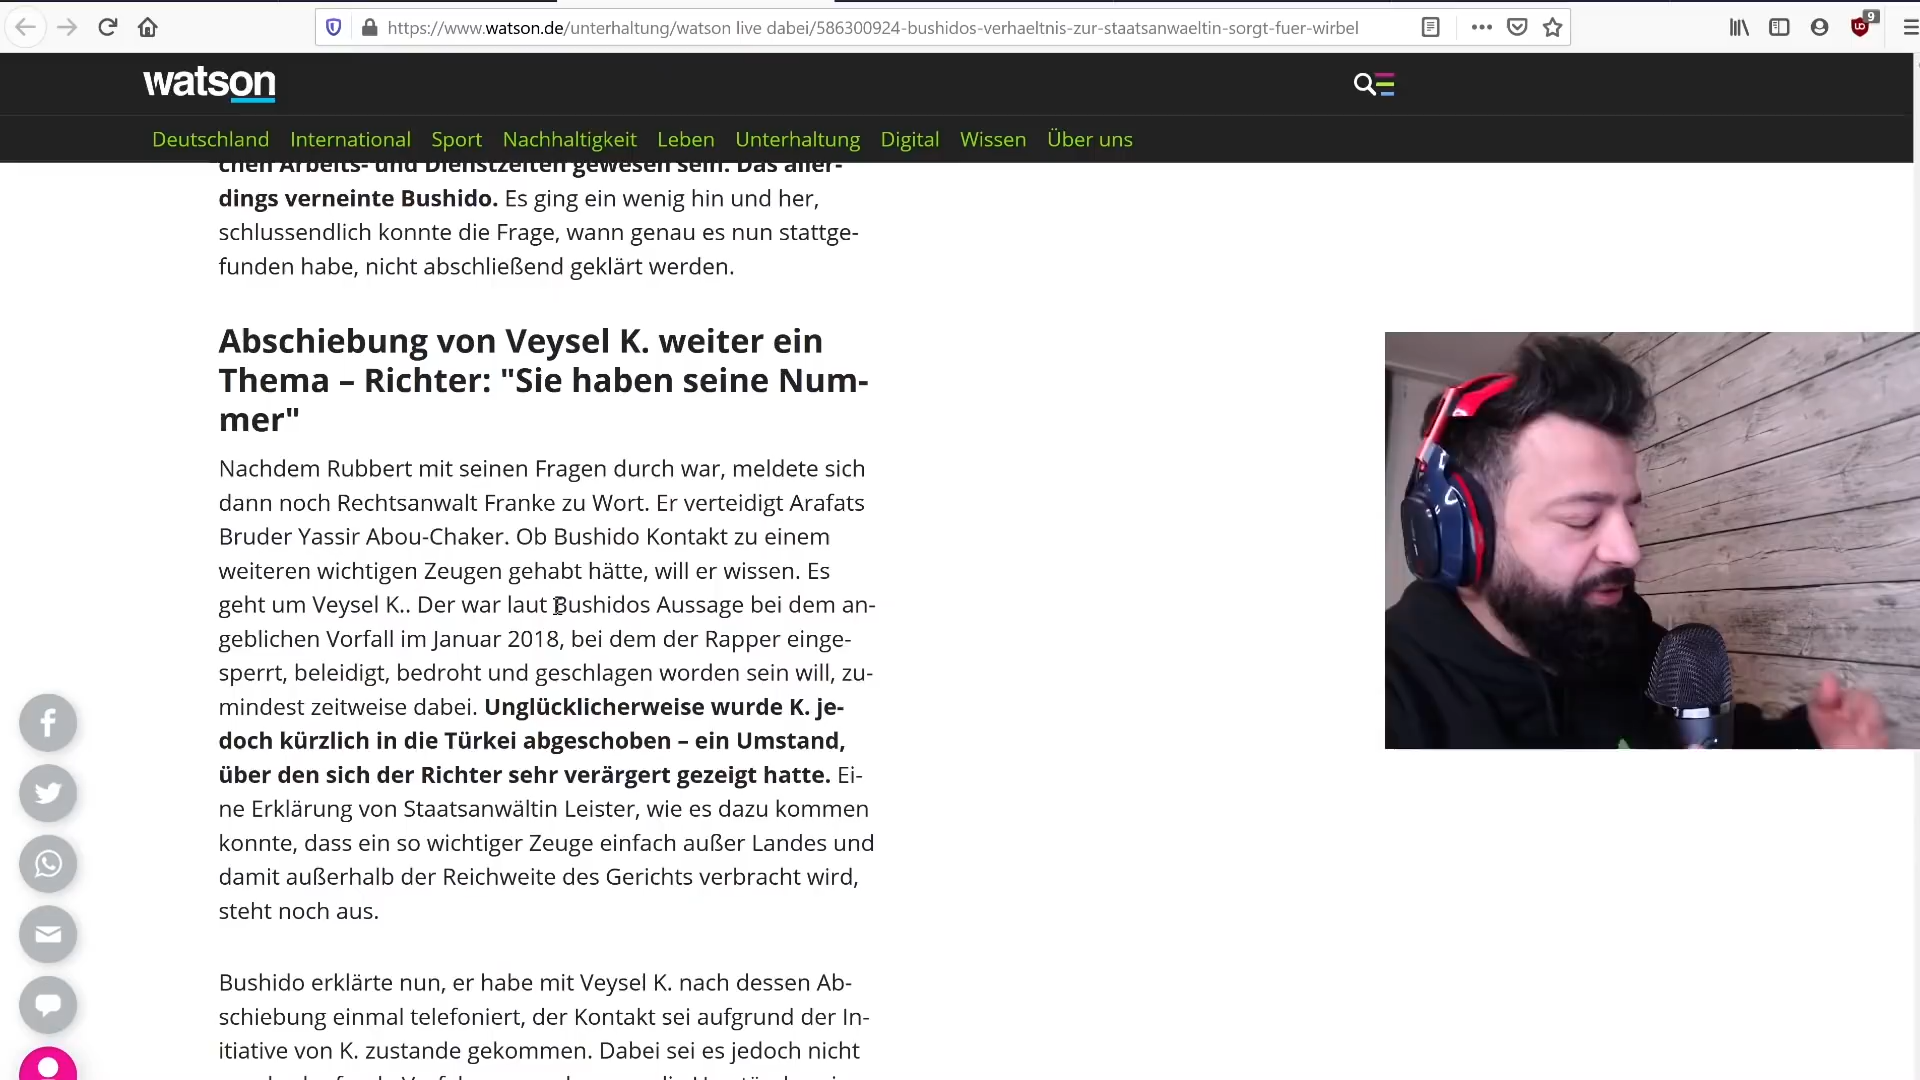 https://www.watson.de/unterhaltung/watson live dabei/586300924-bushidos-verhaeltnis-zur-staatsanwaeltin-sorgt-fuer-wirbel
9
watson
Deutschland International Sport Nachhaltigkeit Leben Unterhaltung Digital Wissen Über uns
chen Arbeits- und Dienstzeiten gewesen sein. Das aller-
dings verneinte Bushido. Es ging ein wenig hin und her,
schlussendlich konnte die Frage, wann genau es nun stattge-
funden habe, nicht abschließend geklärt werden.
Abschiebung von Veysel K. weiter ein
Thema – Richter: "Sie haben seine Num-
mer"
Nachdem Rubbert mit seinen Fragen durch war, meldete sich
dann noch Rechtsanwalt Franke zu Wort. Er verteidigt Arafats
Bruder Yassir Abou-Chaker. Ob Bushido Kontakt zu einem
weiteren wichtigen Zeugen gehabt hätte, will er wissen. Es
geht um Veysel K.. Der war laut Bushidos Aussage bei dem an-
geblichen Vorfall im Januar 2018, bei dem der Rapper einge-
sperrt, beleidigt, bedroht und geschlagen worden sein will, zu-
mindest zeitweise dabei. Unglücklicherweise wurde K. je-
doch kürzlich in die Türkei abgeschoben – ein Umstand,
über den sich der Richter sehr verärgert gezeigt hatte. Ei-
ne Erklärung von Staatsanwältin Leister, wie es dazu kommen
konnte, dass ein so wichtiger Zeuge einfach außer Landes und
damit außerhalb der Reichweite des Gerichts verbracht wird,
steht noch aus.
Bushido erklärte nun, er habe mit Veysel K. nach dessen Ab-
schiebung einmal telefoniert, der Kontakt sei aufgrund der In-
itiative von K. zustande gekommen. Dabei sei es jedoch nicht